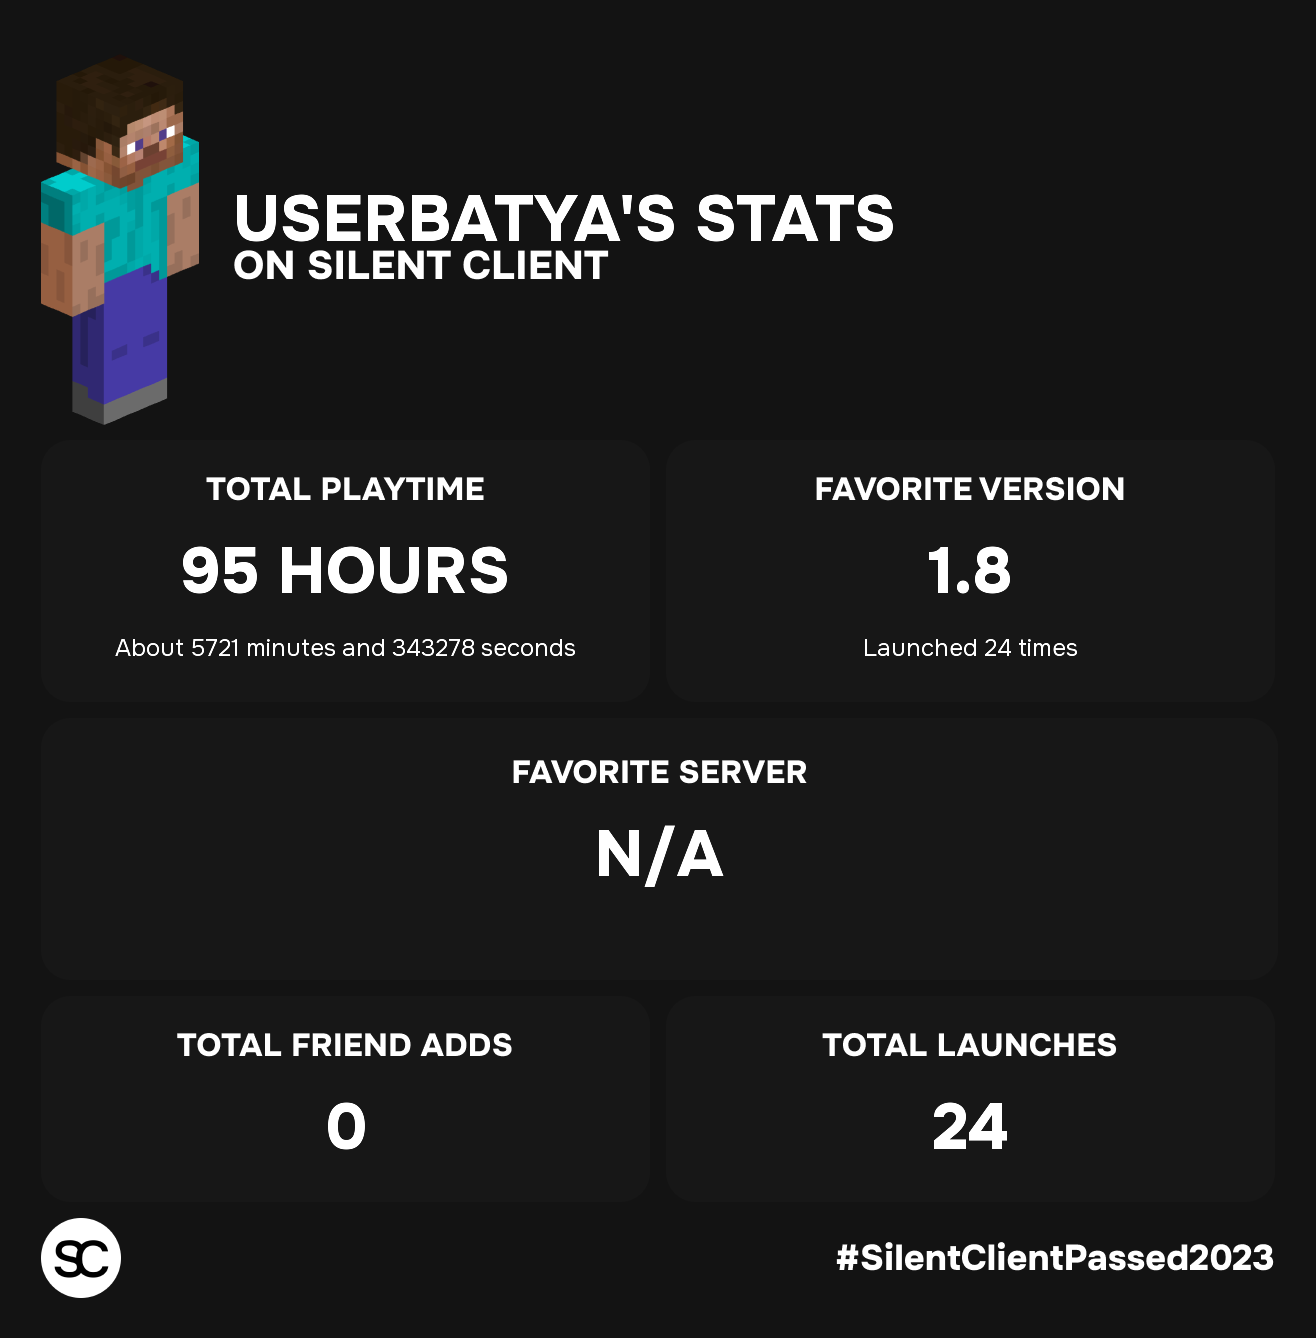 USERBATYA'S STATS
ON SILENT CLIENT
TOTAL PLAYTIME
95 HOURS
About 5721 minutes and 343278 seconds
FAVORITE VERSION
1.8
Launched 24 times
FAVORITE SERVER
N/A
TOTAL FRIEND ADDS
0
TOTAL LAUNCHES
24
SC
#SilentClientPassed2023